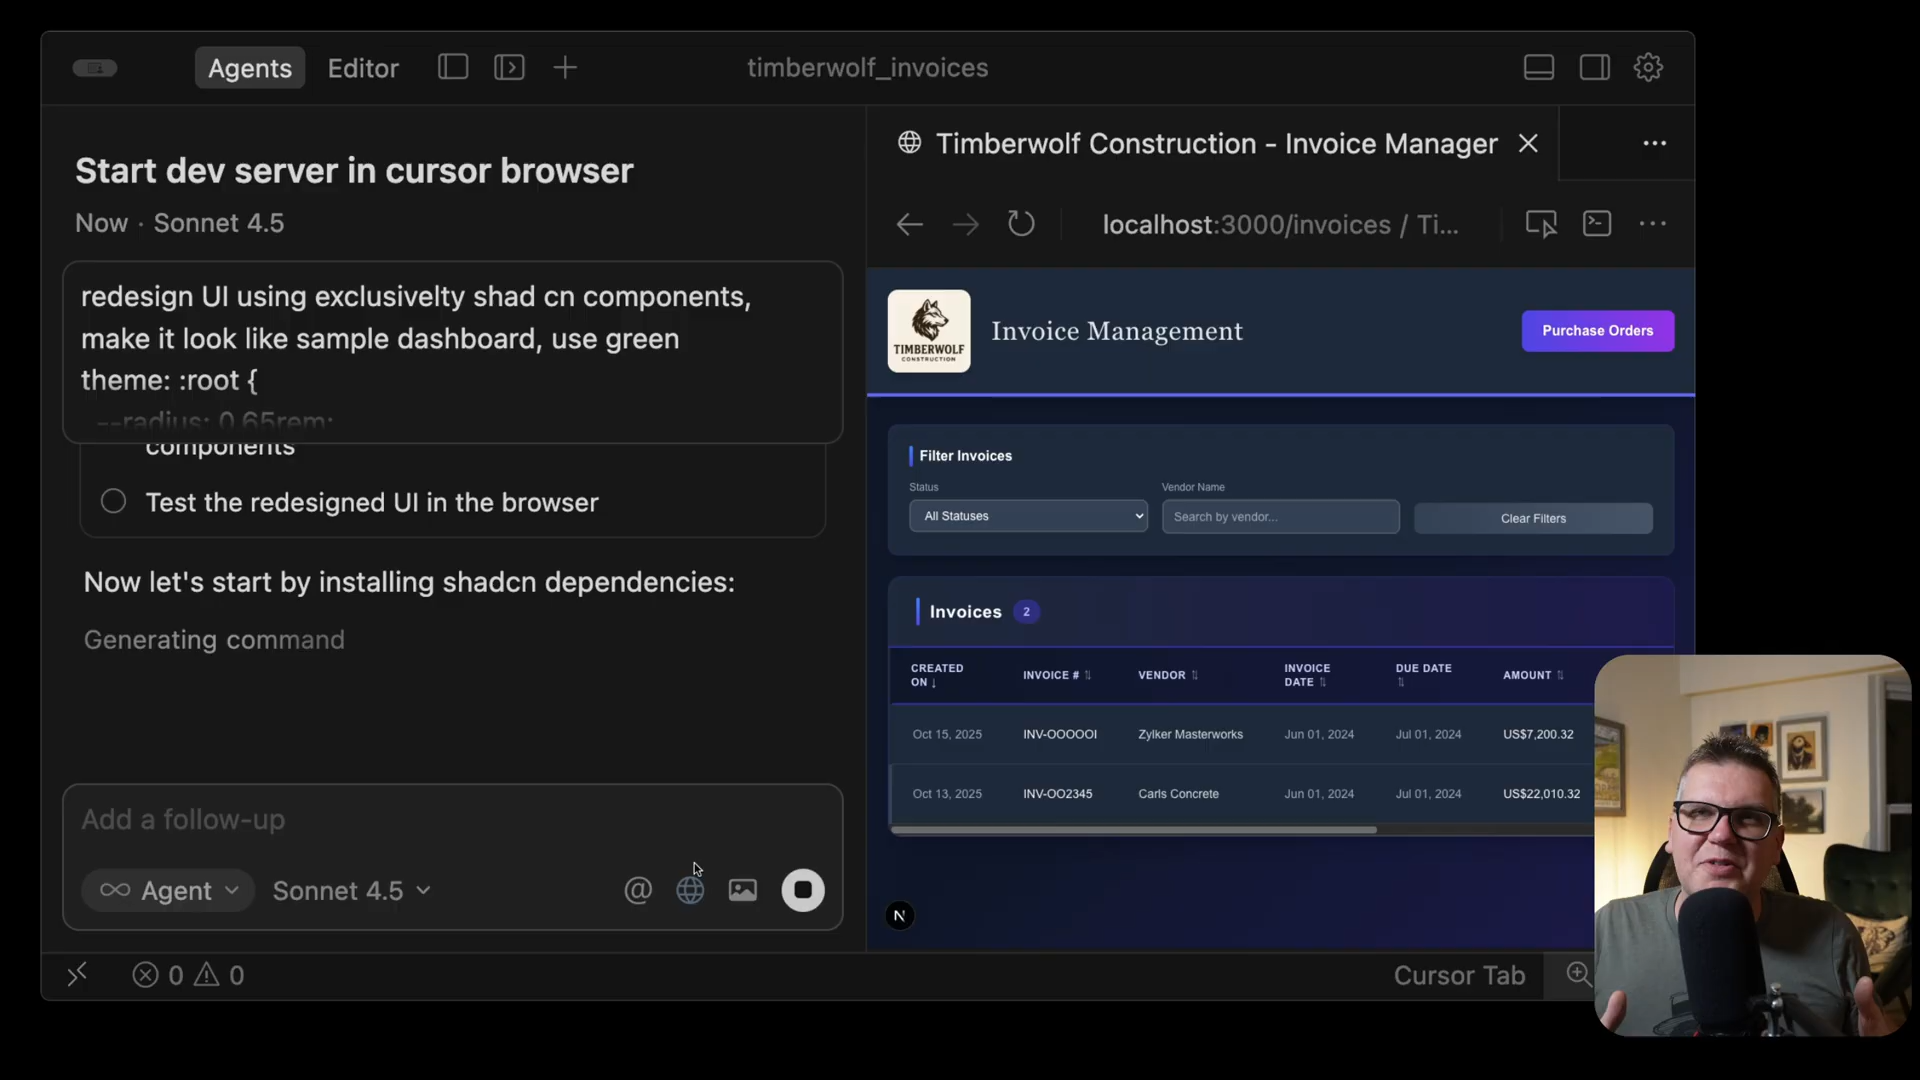 Agents
Editor
timberwolf_invoices
Start dev server in cursor browser
Now · Sonnet 4.5
redesign UI using exclusivelty shad cn components,
make it look like sample dashboard, use green
theme: :root {
--radius: 0.65rem;
components
Test the redesigned UI in the browser
Now let's start by installing shadcn dependencies:
Generating command
Add a follow-up
Agent
Sonnet 4.5
0
0
Timberwolf Construction - Invoice Manager
localhost:3000/invoices / Ti...
TIMBERWOLF
CONSTRUCTION
Invoice Management
Purchase Orders
Filter Invoices
Status
Vendor Name
All Statuses
Search by vendor...
Clear Filters
Invoices 2
CREATED ON ↓
INVOICE #
VENDOR
INVOICE DATE
DUE DATE
AMOUNT
Oct 15, 2025 INV-OOOOOI Zylker Masterworks Jun 01, 2024 Jul 01, 2024 US$7,200.32
Oct 13, 2025 INV-OO2345 Carls Concrete Jun 01, 2024 Jul 01, 2024 US$22,010.32
N
Cursor Tab